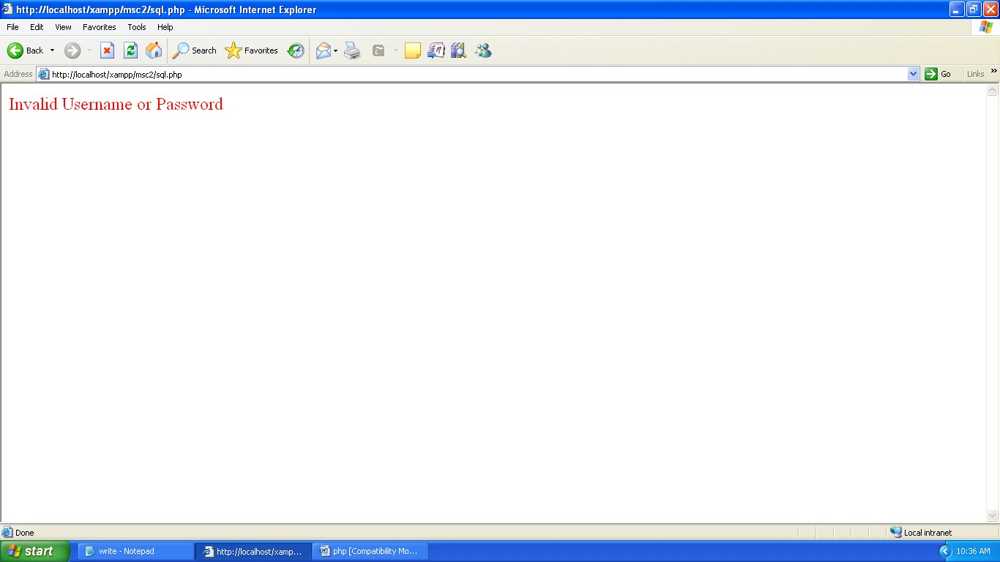 http://localhost/xampp/msc2/sql.php - Microsoft Internet Explorer
File Edit View Favorites Tools Help
Back Search Favorites
Address http://localhost/xampp/msc2/sql.php Go Links »
Invalid Username or Password
Done Local intranet
start write - Notepad http://localhost/xamp... php [Compatibility Mo... 10:36 AM